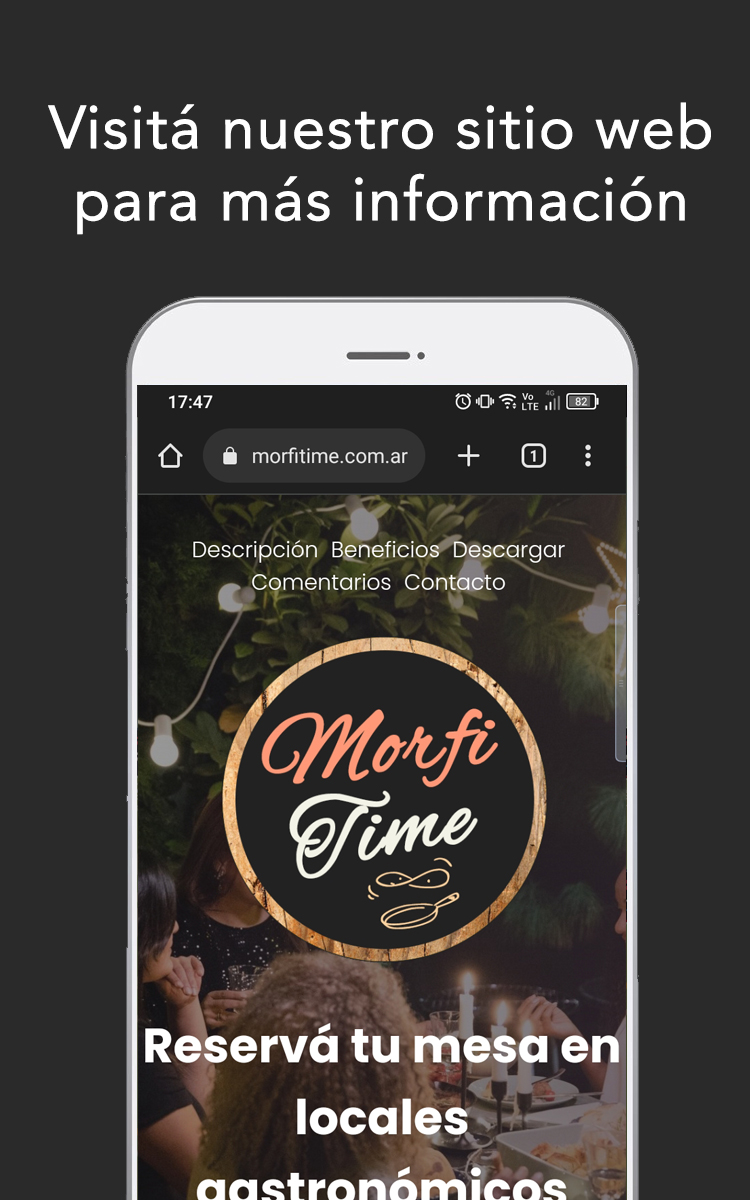 Visitá nuestro sitio web
para más información
17:47
Vo
LTE
4G
82
morfitime.com.ar
1
Descripción Beneficios Descargar
Comentarios Contacto
Morfi
Time
Reservá tu mesa en
locales
gastronómicos